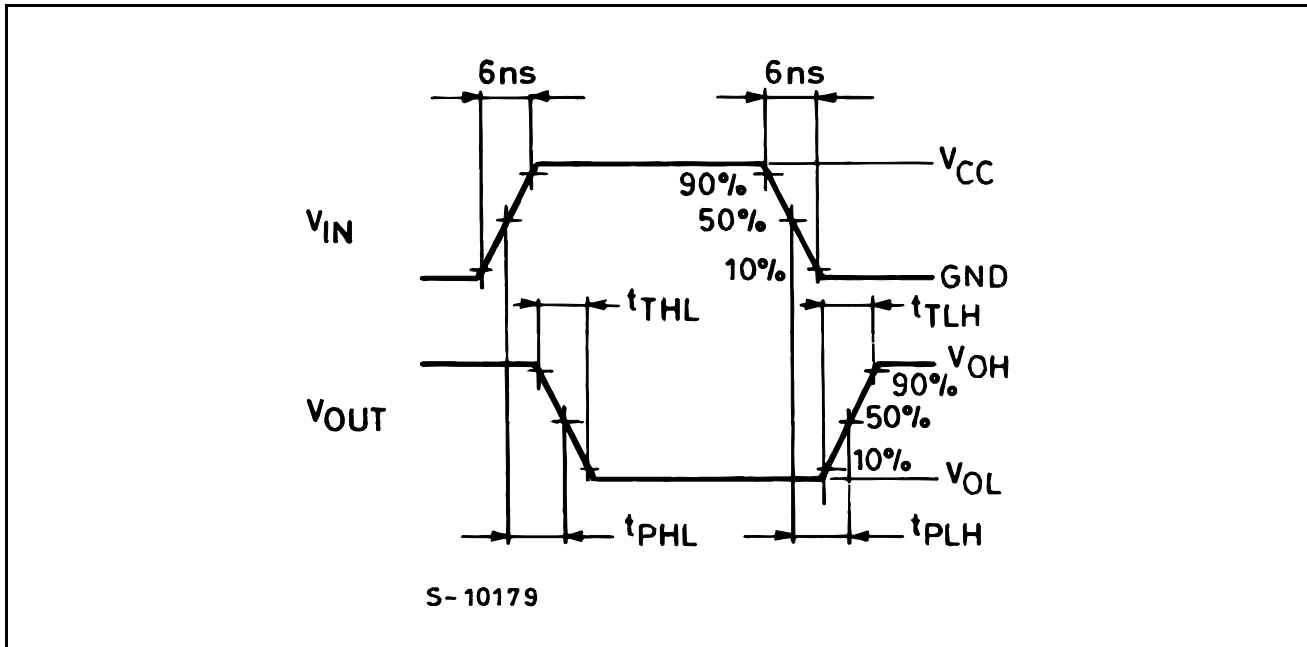 6ns 6ns
VCC
90%
50%
VIN
10%
GND
tTHL tTLH
VOH
90%
VOUT 50%
10%
VOL
tPHL tPLH
S-10179